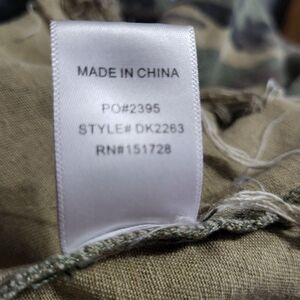 MADE IN CHINA
PO#2395
STYLE# DK2263
RN#151728